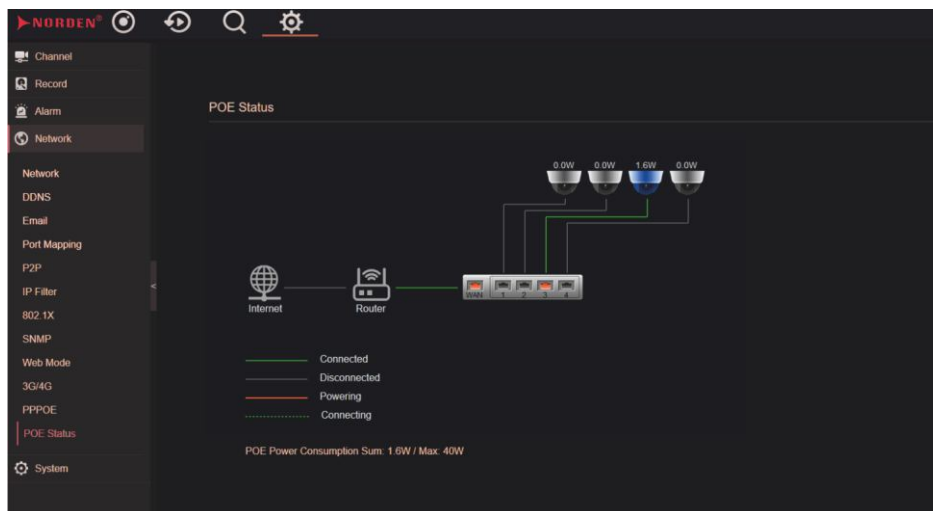 NORDEN®
Channel
Record
Alarm
Network
Network
DDNS
Email
Port Mapping
P2P
IP Filter
802.1X
SNMP
Web Mode
3G/4G
PPPOE
POE Status
System
POE Status
0.0W 0.0W 1.6W 0.0W
WAN 1 2 3 4
Internet Router
Connected
Disconnected
Powering
Connecting
POE Power Consumption Sum: 1.6W / Max: 40W